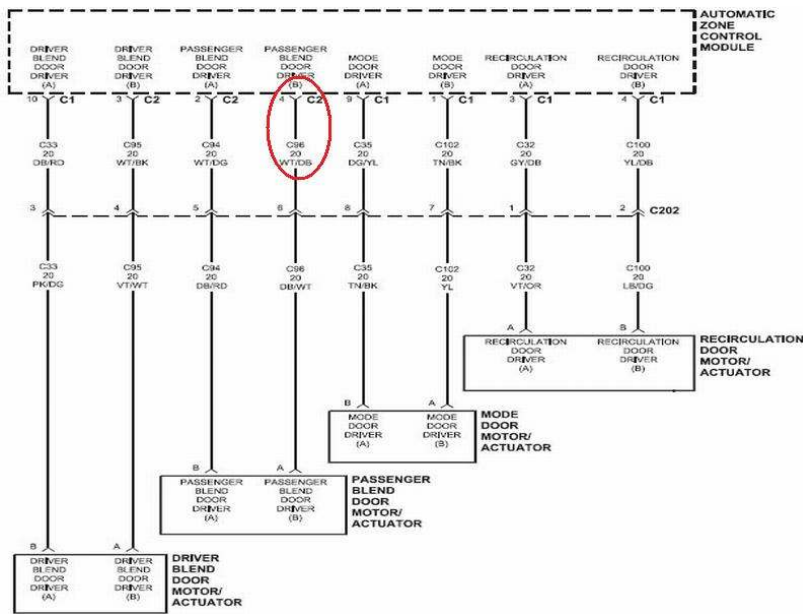 AUTOMATIC
ZONE
CONTROL
MODULE
DRIVER
BLEND
DOOR
DRIVER
(A)
DRIVER
BLEND
DOOR
DRIVER
(B)
PASSENGER
BLEND
DOOR
DRIVER
(A)
PASSENGER
BLEND
DOOR
DRIVER
(B)
MODE
DOOR
DRIVER
(A)
MODE
DOOR
DRIVER
(B)
RECIRCULATION
DOOR
DRIVER
(A)
RECIRCULATION
DOOR
DRIVER
(B)
10 C1 3 C2 2 C2 4 C2 9 C1 1 C1 3 C1 4 C1
C33
20
DB/RD
C95
20
WT/BK
C94
20
WT/DG
C96
20
WT/DB
C35
20
DG/YL
C102
20
TN/BK
C32
20
GY/DB
C100
20
YL/DB
3 4 5 6 8 7 1 2 C202
C33
20
PK/DG
C95
20
VT/WT
C94
20
DB/RD
C96
20
DB/WT
C35
20
TN/BK
C102
20
YL
C32
20
VT/OR
C100
20
LB/DG
A B
RECIRCULATION
DOOR
DRIVER
(A)
RECIRCULATION
DOOR
DRIVER
(B)
RECIRCULATION
DOOR
MOTOR/
ACTUATOR
B A
MODE
DOOR
DRIVER
(A)
MODE
DOOR
DRIVER
(B)
MODE
DOOR
MOTOR/
ACTUATOR
B A
PASSENGER
BLEND
DOOR
DRIVER
(A)
PASSENGER
BLEND
DOOR
DRIVER
(B)
PASSENGER
BLEND
DOOR
MOTOR/
ACTUATOR
B A
DRIVER
BLEND
DOOR
DRIVER
(A)
DRIVER
BLEND
DOOR
DRIVER
(B)
DRIVER
BLEND
DOOR
MOTOR/
ACTUATOR